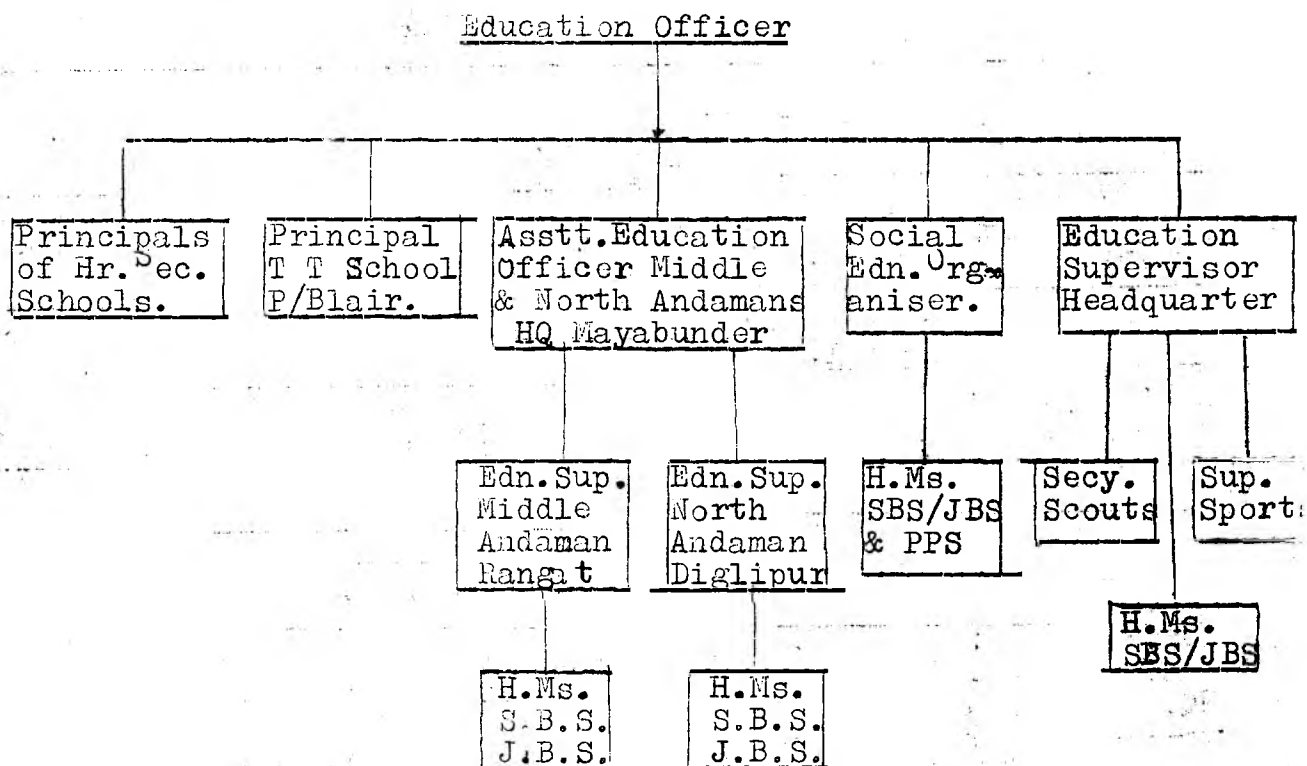 Education Officer
Principals
of Hr. Sec.
Schools.
Principal
T T School
P/Blair.
Asstt.Education
Officer Middle
& North Andamans
HQ Mayabunder
Social
Edn.Org-
aniser.
Education
Supervisor
Headquarter
Edn.Sup.
Middle
Andaman
Rangat
Edn.Sup.
North
Andaman
Diglipur
H.Ms.
SBS/JBS
& PPS
Secy.
Scouts
Sup.
Sports
H.Ms.
SBS/JBS
H.Ms.
S.B.S.
J.B.S.
H.Ms.
S.B.S.
J.B.S.